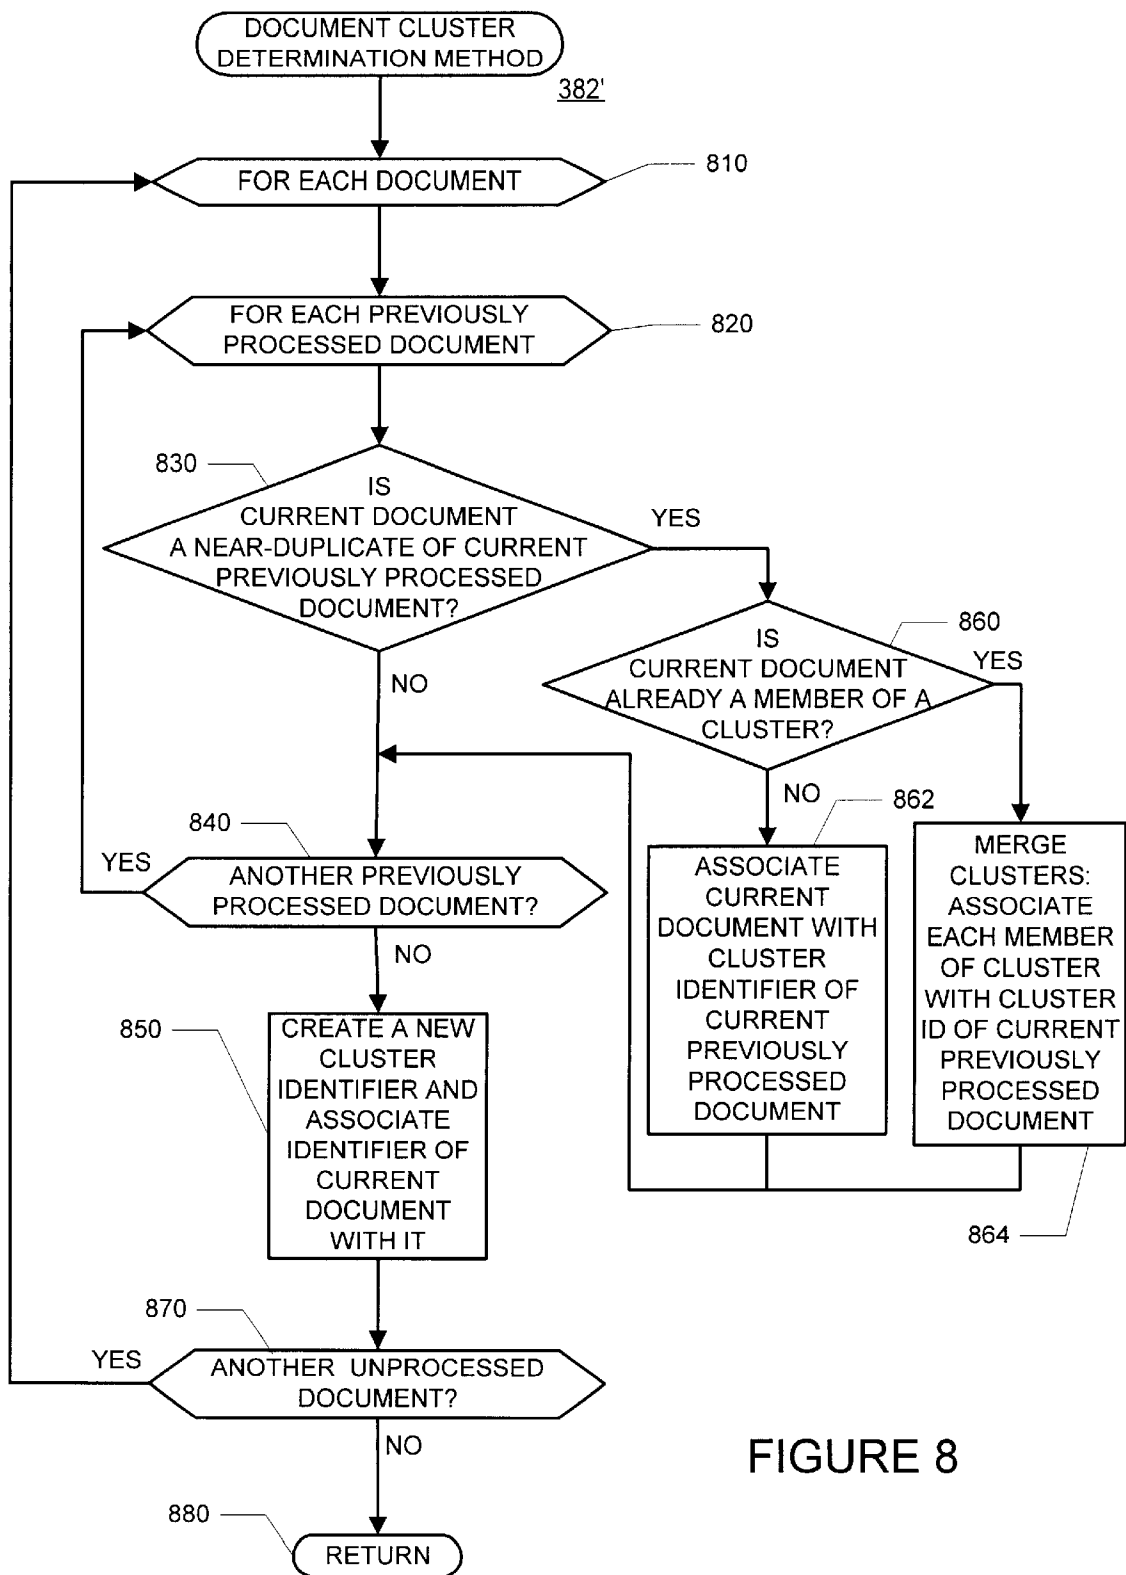 DOCUMENT CLUSTER
DETERMINATION METHOD
382'
FOR EACH DOCUMENT
810
FOR EACH PREVIOUSLY
PROCESSED DOCUMENT
820
830
IS
CURRENT DOCUMENT
A NEAR-DUPLICATE OF CURRENT
PREVIOUSLY PROCESSED
DOCUMENT?
YES
NO
860
IS
CURRENT DOCUMENT
ALREADY A MEMBER OF A
CLUSTER?
YES
NO
840
YES
ANOTHER PREVIOUSLY
PROCESSED DOCUMENT?
NO
862
ASSOCIATE
CURRENT
DOCUMENT WITH
CLUSTER
IDENTIFIER OF
CURRENT
PREVIOUSLY
PROCESSED
DOCUMENT
MERGE
CLUSTERS:
ASSOCIATE
EACH MEMBER
OF CLUSTER
WITH CLUSTER
ID OF CURRENT
PREVIOUSLY
PROCESSED
DOCUMENT
864
850
CREATE A NEW
CLUSTER
IDENTIFIER AND
ASSOCIATE
IDENTIFIER OF
CURRENT
DOCUMENT
WITH IT
870
YES
ANOTHER UNPROCESSED
DOCUMENT?
NO
880
RETURN
FIGURE 8